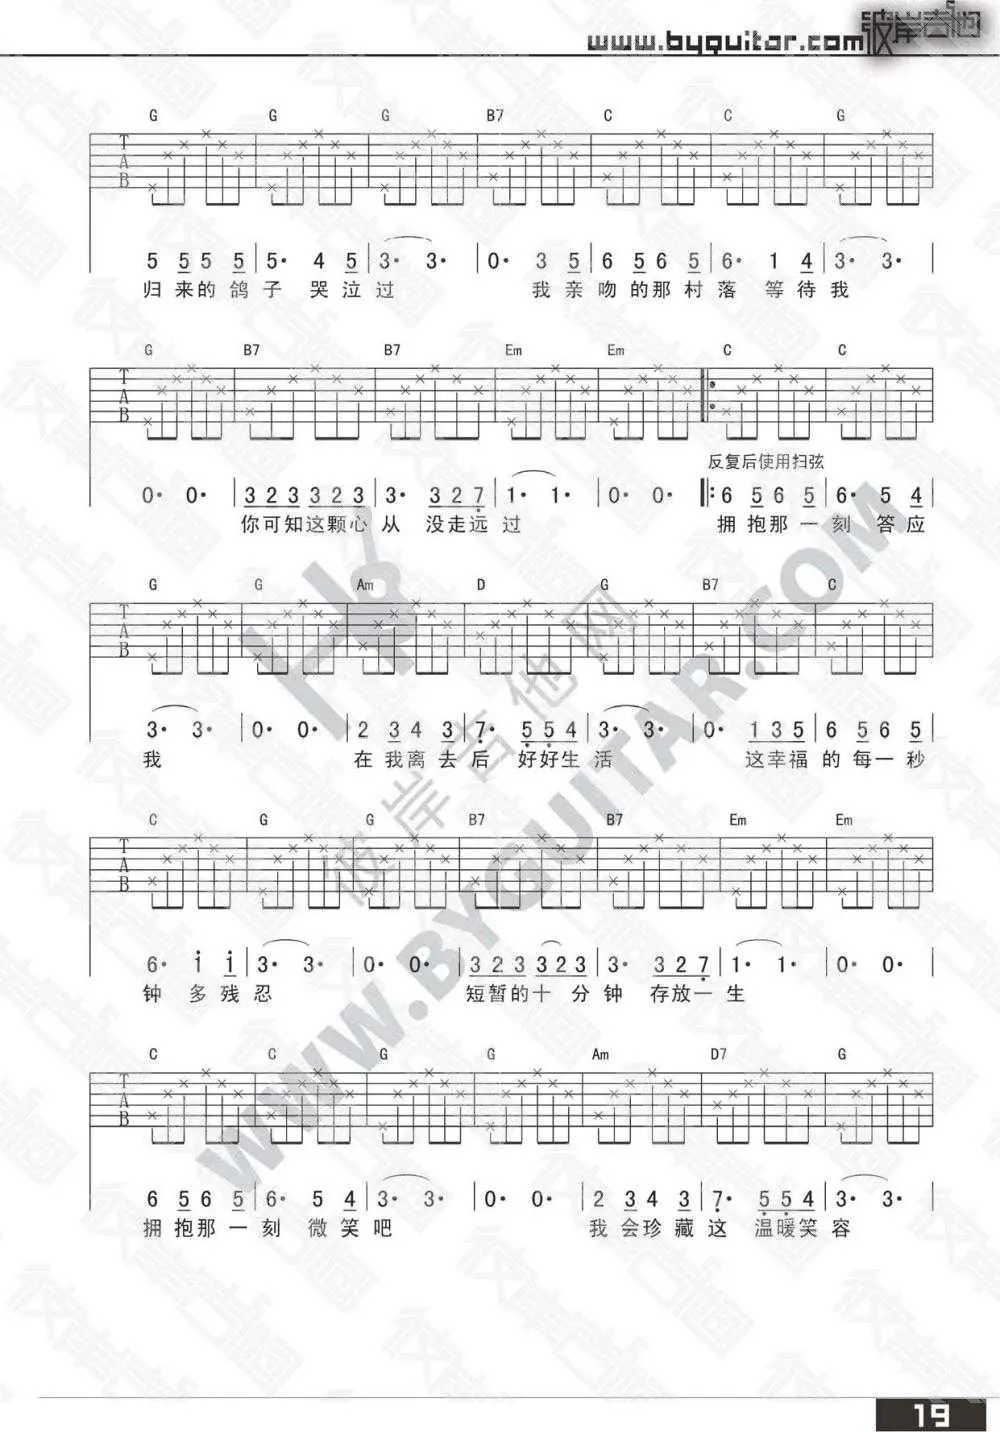 www.byguitar.com 彼岸吉他
G G G B7 C C G
T A B
5 5 5 5 5· 4 5 3· 3· 0· 3 5 6 5 6 5 6· 1 4 3· 3·
归来的鸽子 哭泣过 我亲吻的那村落 等待我
G B7 B7 Em Em C C
T A B
反复后使用扫弦
0· 0· 3 2 3 3 2 3 3· 3 2 7 1· 1· 0· 0· 6 5 6 5 6· 5 4
你可知这颗心从 没走远过 拥抱那一刻 答应
G G Am D G B7 C
T A B
3· 3· 0· 0· 2 3 4 3 7· 5 5 4 3· 3· 0· 1 3 5 6 5 6 5
我 在我离去后 好好生活 这幸福的每一秒
C G G B7 B7 Em Em
T A B
6· 1 1 3· 3· 0· 0· 3 2 3 3 2 3 3· 3 2 7 1· 1· 0· 0·
钟 多残忍 短暂的十分钟 存放一生
C C G G Am D7 G
T A B
6 5 6 5 6· 5 4 3· 3· 0· 0· 2 3 4 3 7· 5 5 4 3· 3·
拥抱那一刻 微笑吧 我会珍藏这 温暖笑容
彼岸吉他网
WWW.BYGUITAR.COM
19